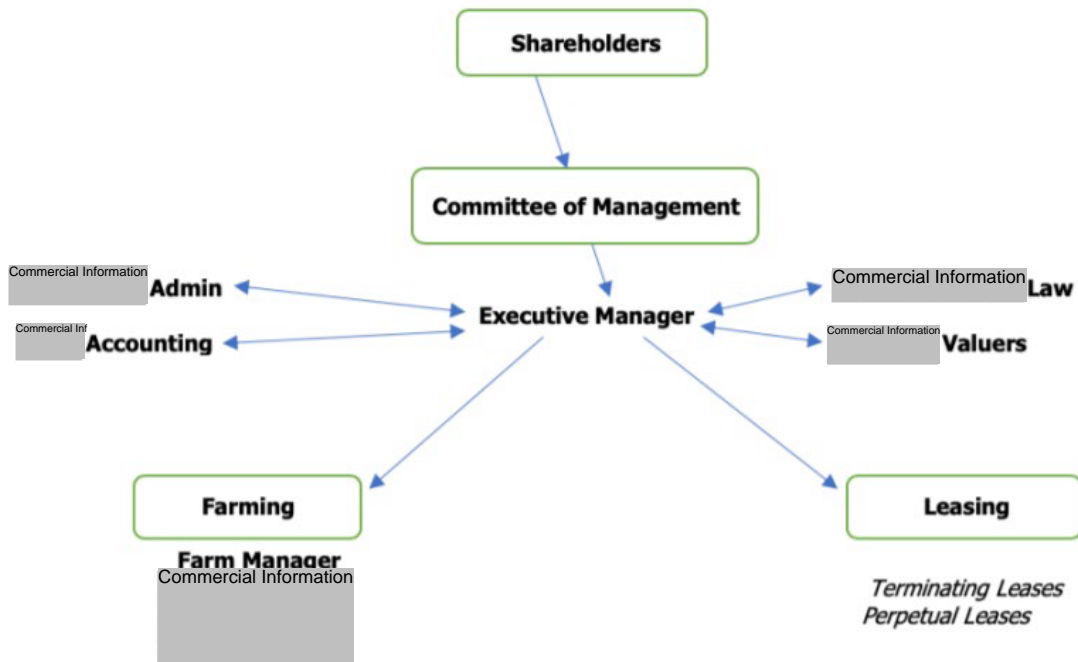 Shareholders
Committee of Management
Commercial Information Admin
Commercial Information Law
Executive Manager
Commercial Inf Accounting
Commercial Information Valuers
Farming
Leasing
Farm Manager
Commercial Information
Terminating Leases
Perpetual Leases